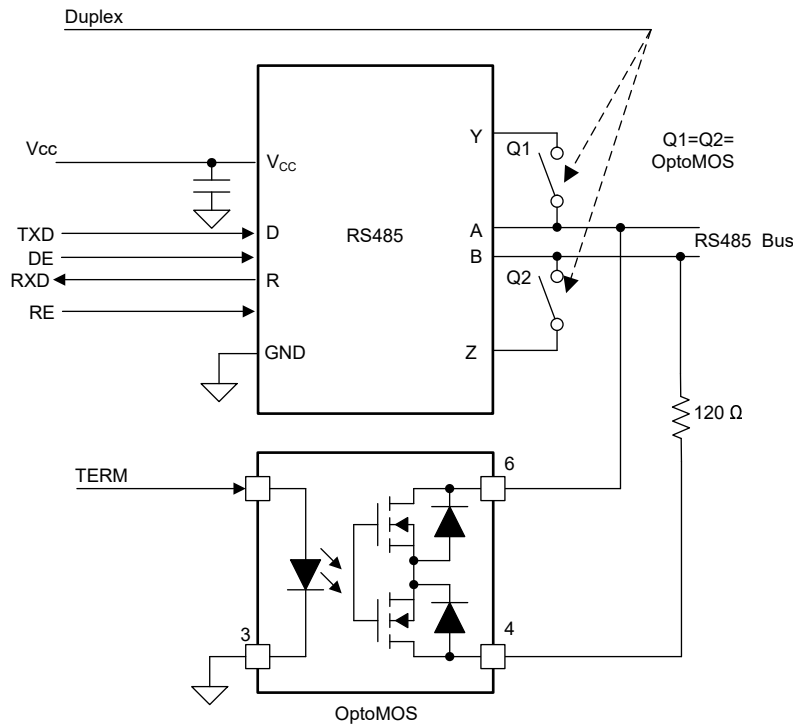 Duplex
Y
Q1
Q1=Q2=
OptoMOS
Vcc
VCC
TXD
D
RS485
A
RS485 Bus
DE
B
RXD
R
Q2
RE
GND
Z
120 Ω
TERM
6
3
4
OptoMOS